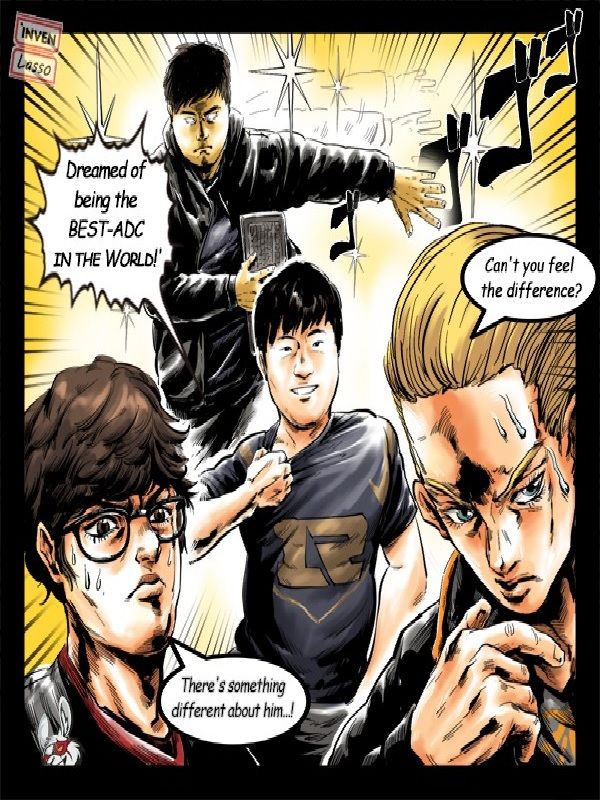 INVEN
Lasso
ゴゴゴ
ゴ
Dreamed of
being the
BEST-ADC
IN THE WORLD!'
Can't you feel
the difference?
There's something
different about him...!